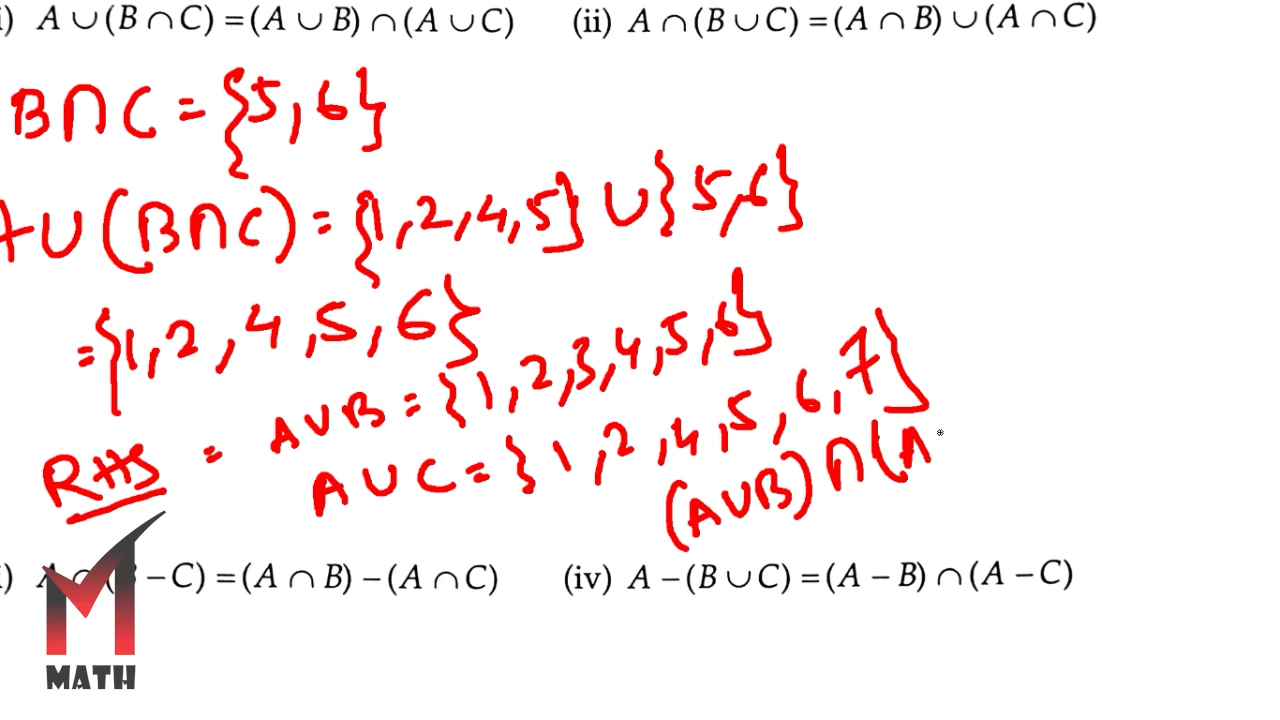 i) A ∪ (B ∩ C) = (A ∪ B) ∩ (A ∪ C) (ii) A ∩ (B ∪ C) = (A ∩ B) ∪ (A ∩ C)
B∩C = {5,6}
A∪(B∩C) = {1,2,4,5} ∪ {5,6}
= {1,2,4,5,6}
RHS = A∪B = {1,2,3,4,5,6}
A∪C = {1,2,4,5,6,7}
(A∪B) ∩ (A
i) A ∩ (B − C) = (A ∩ B) − (A ∩ C) (iv) A − (B ∪ C) = (A − B) ∩ (A − C)
MATH